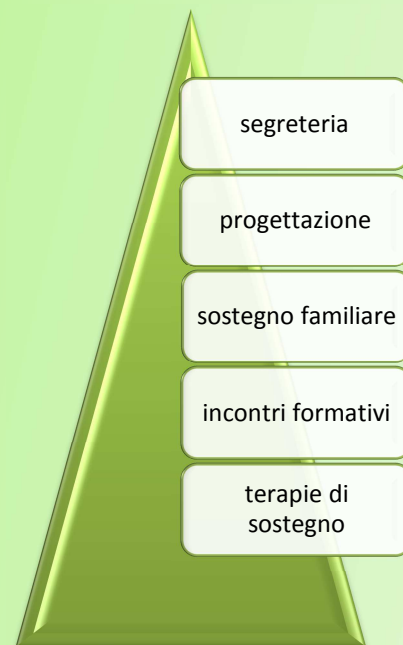 segreteria
progettazione
sostegno familiare
incontri formativi
terapie di
sostegno